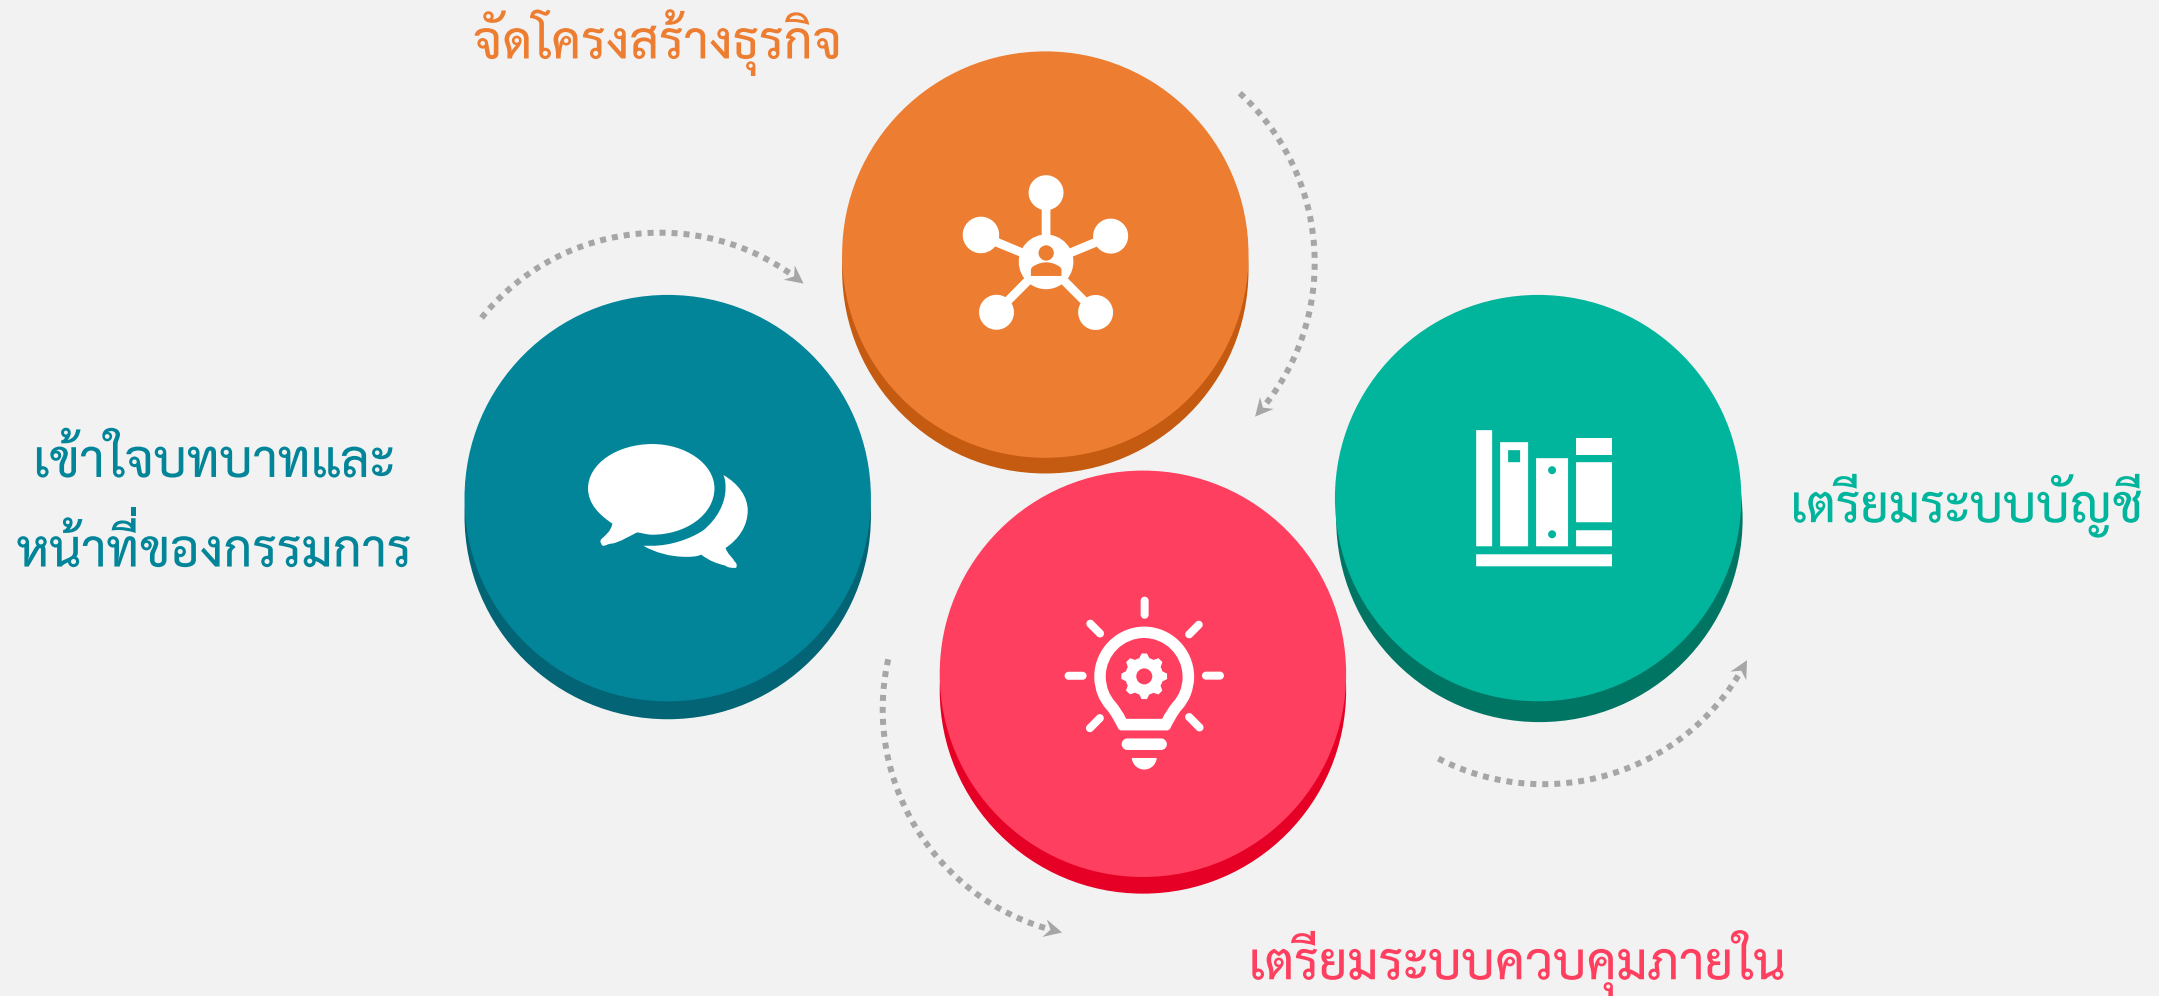 จัดโครงสร้างธุรกิจ
เข้าใจบทบาทและ
หน้าที่ของกรรมการ
เตรียมระบบบัญชี
เตรียมระบบควบคุมภายใน